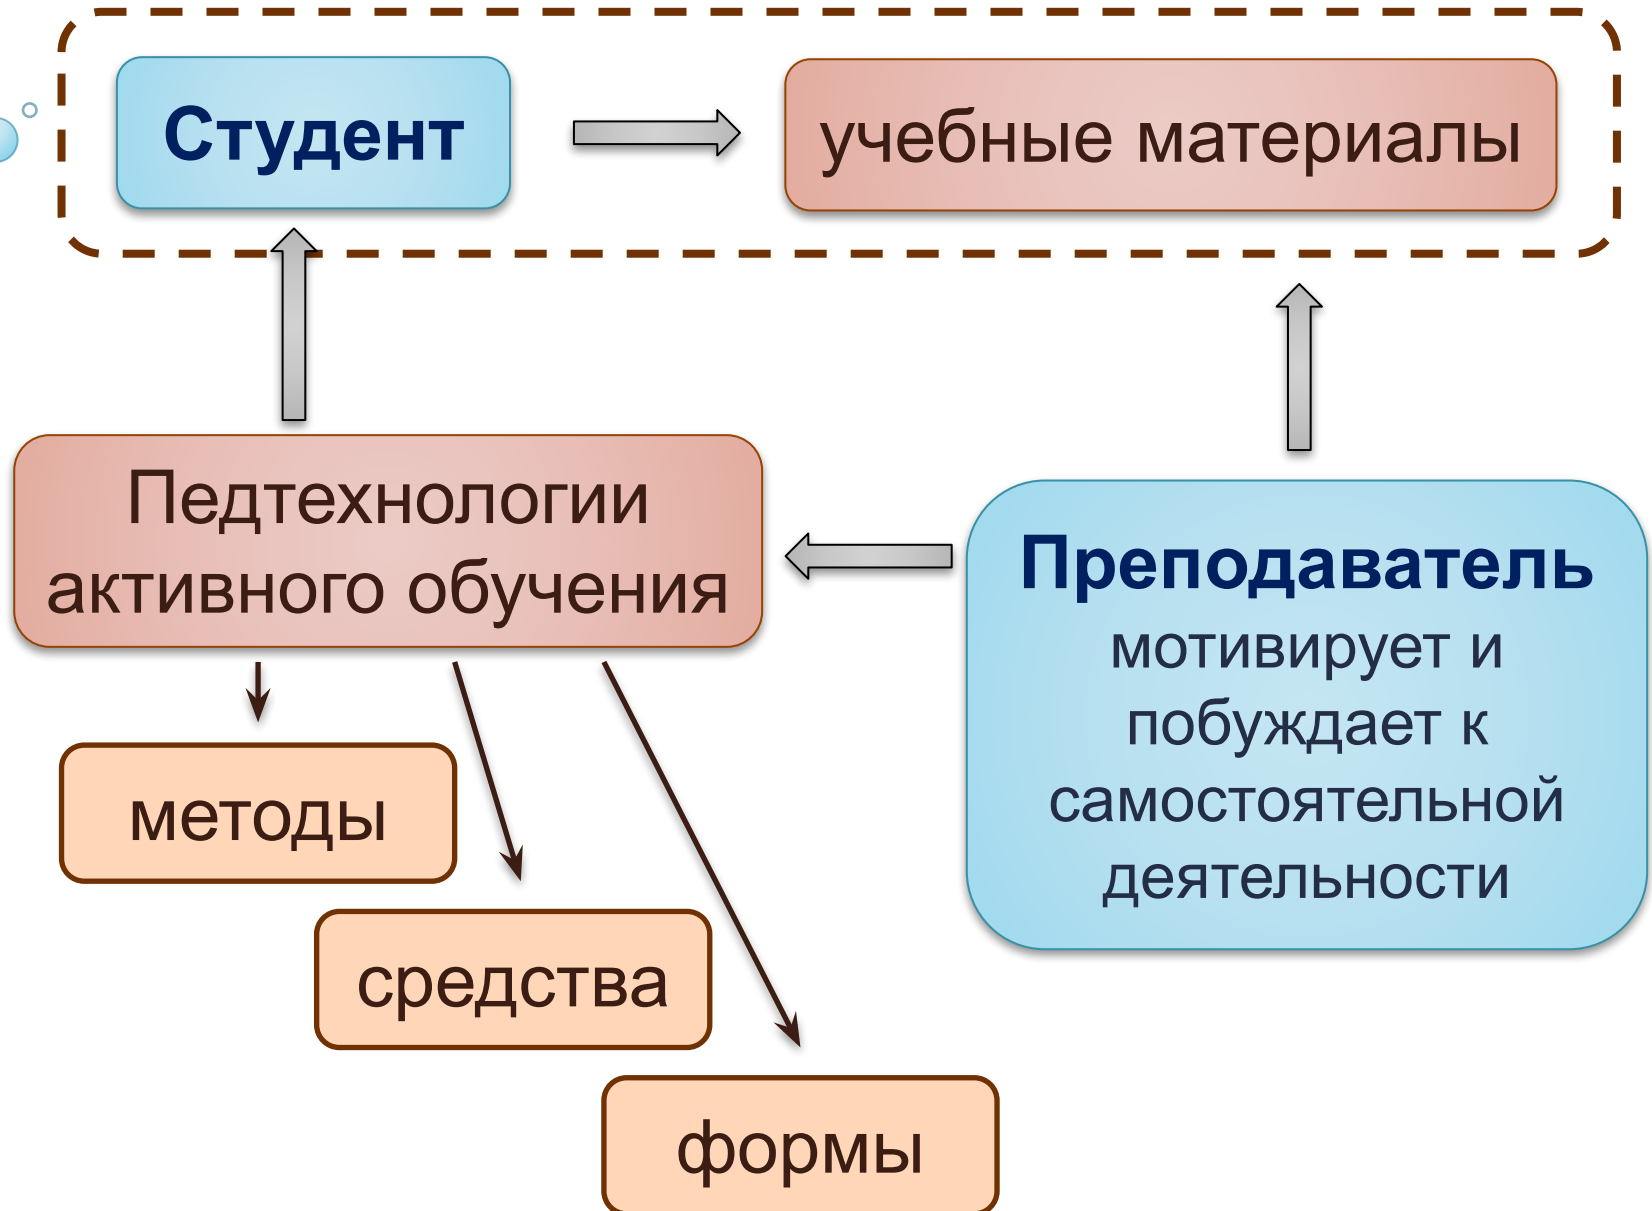 Студент
учебные материалы
Педтехнологии
активного обучения
Преподаватель
мотивирует и
побуждает к
самостоятельной
деятельности
методы
средства
формы